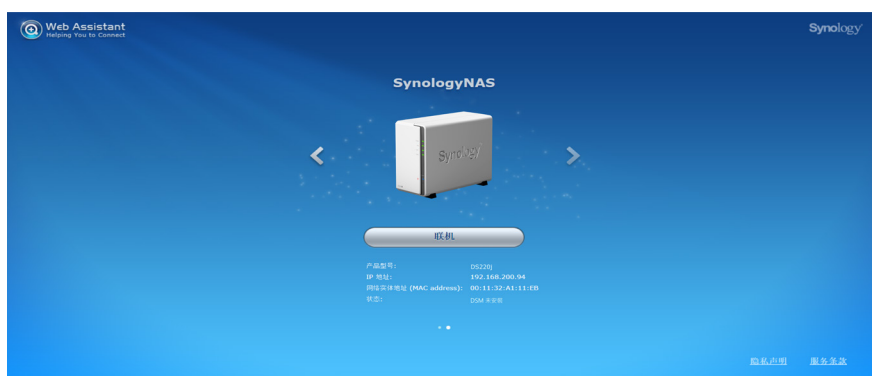 Web Assistant
Helping You to Connect
Synology
SynologyNAS
Synology
联机
产品型号: DS220j
IP 地址: 192.168.200.94
网络实体地址 (MAC address): 00:11:32:A1:11:EB
状态: DSM 未安装
隐私声明 服务条款